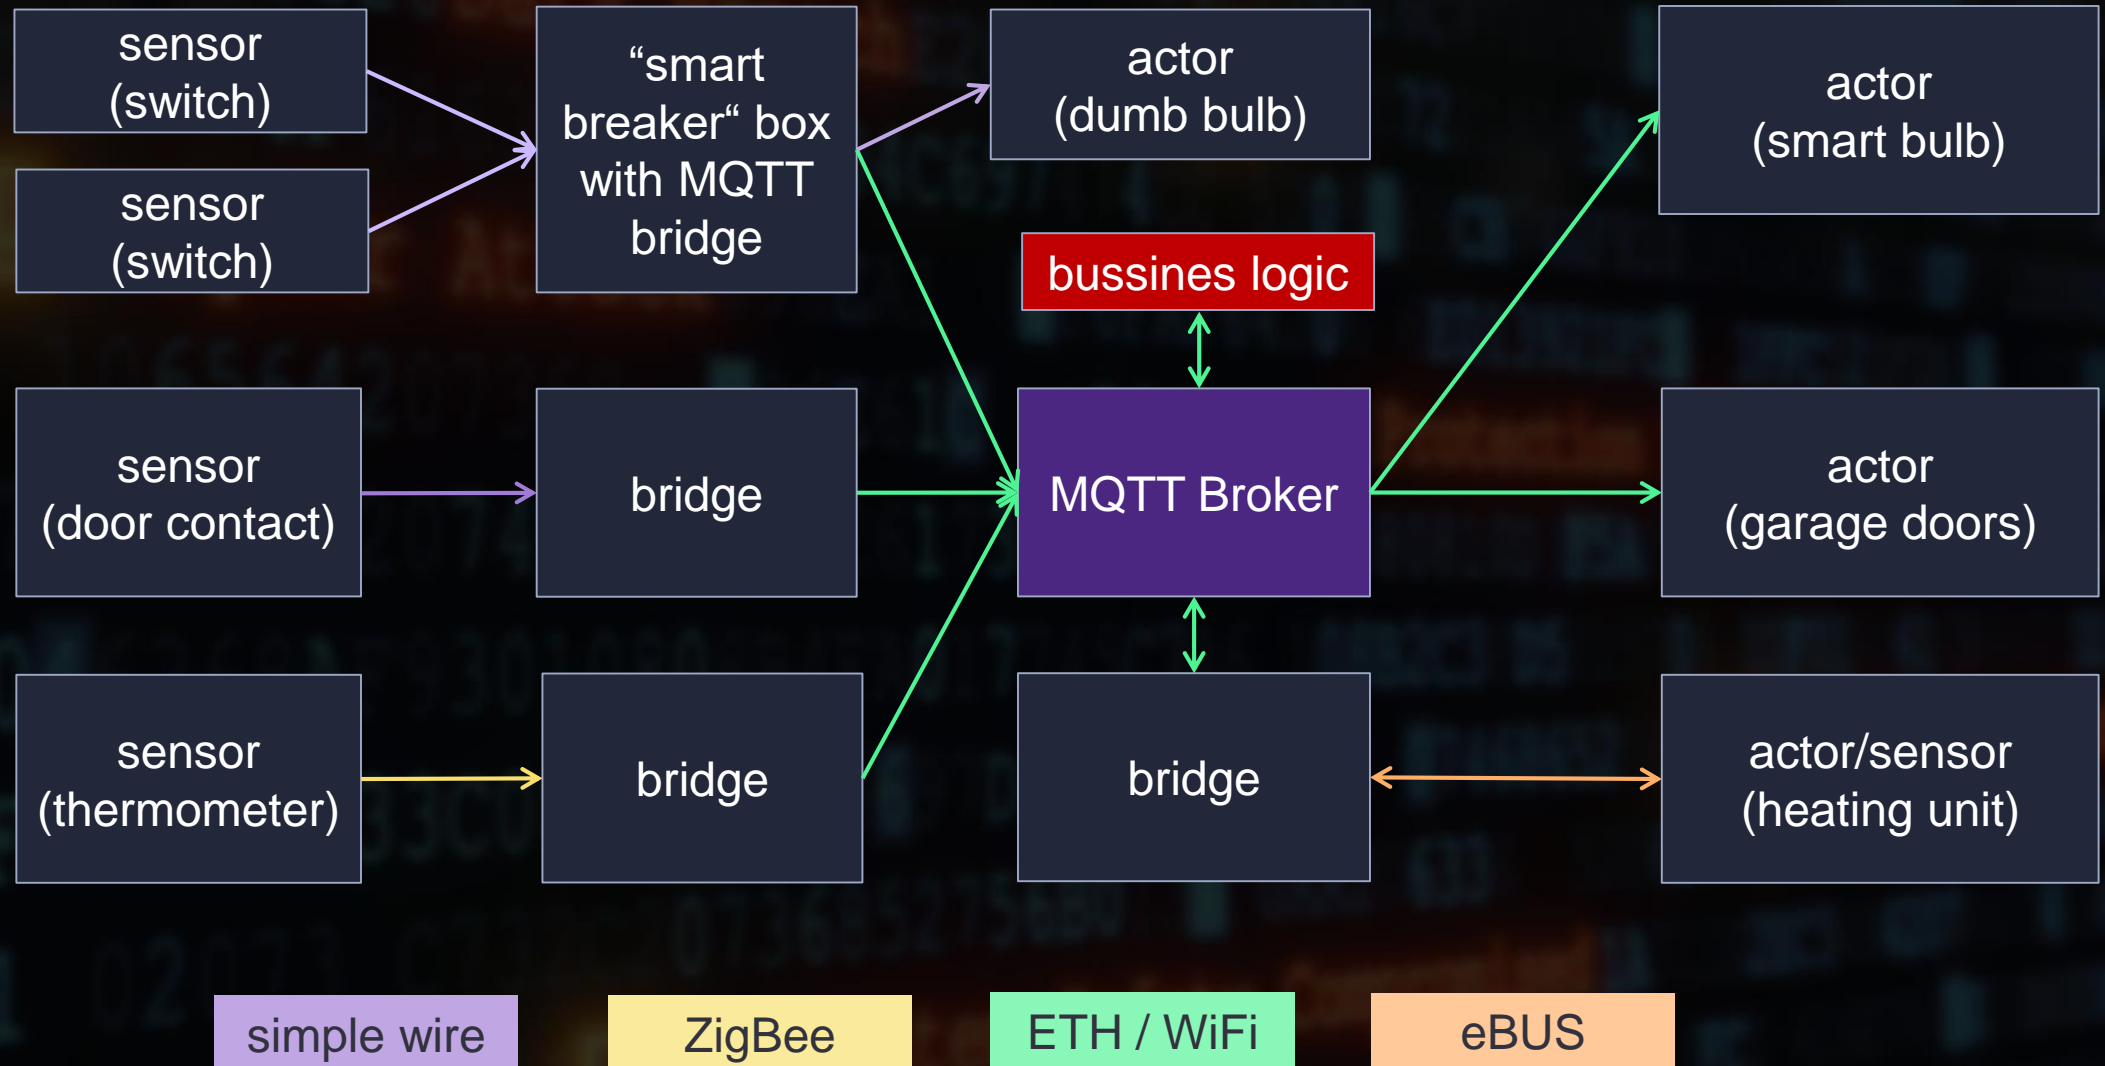 sensor
(switch)
“smart
breaker“ box
with MQTT
bridge
actor
(dumb bulb)
actor
(smart bulb)
sensor
(switch)
bussines logic
sensor
(door contact)
bridge
MQTT Broker
actor
(garage doors)
sensor
(thermometer)
bridge
bridge
actor/sensor
(heating unit)
simple wire
ZigBee
ETH / WiFi
eBUS